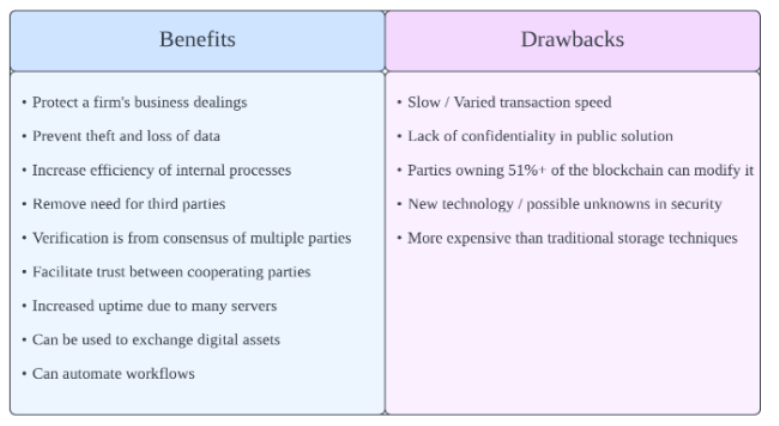 Benefits
• Protect a firm's business dealings
• Prevent theft and loss of data
• Increase efficiency of internal processes
• Remove need for third parties
• Verification is from consensus of multiple parties
• Facilitate trust between cooperating parties
• Increased uptime due to many servers
• Can be used to exchange digital assets
• Can automate workflows
Drawbacks
• Slow / Varied transaction speed
• Lack of confidentiality in public solution
• Parties owning 51%+ of the blockchain can modify it
• New technology / possible unknowns in security
• More expensive than traditional storage techniques